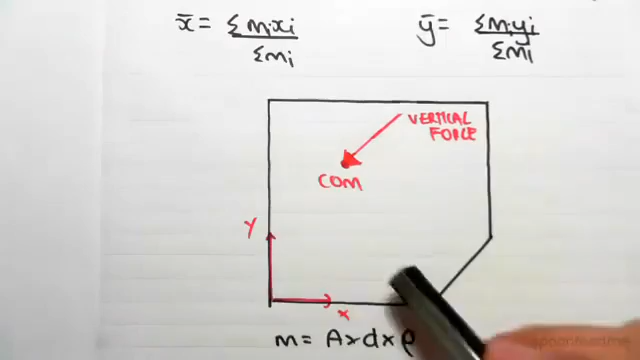 x̄ = Σmᵢxᵢ / Σmᵢ
ȳ = Σmᵢyᵢ / Σmᵢ
VERTICAL
FORCE
COM
Y
X
m = A×d×ρ